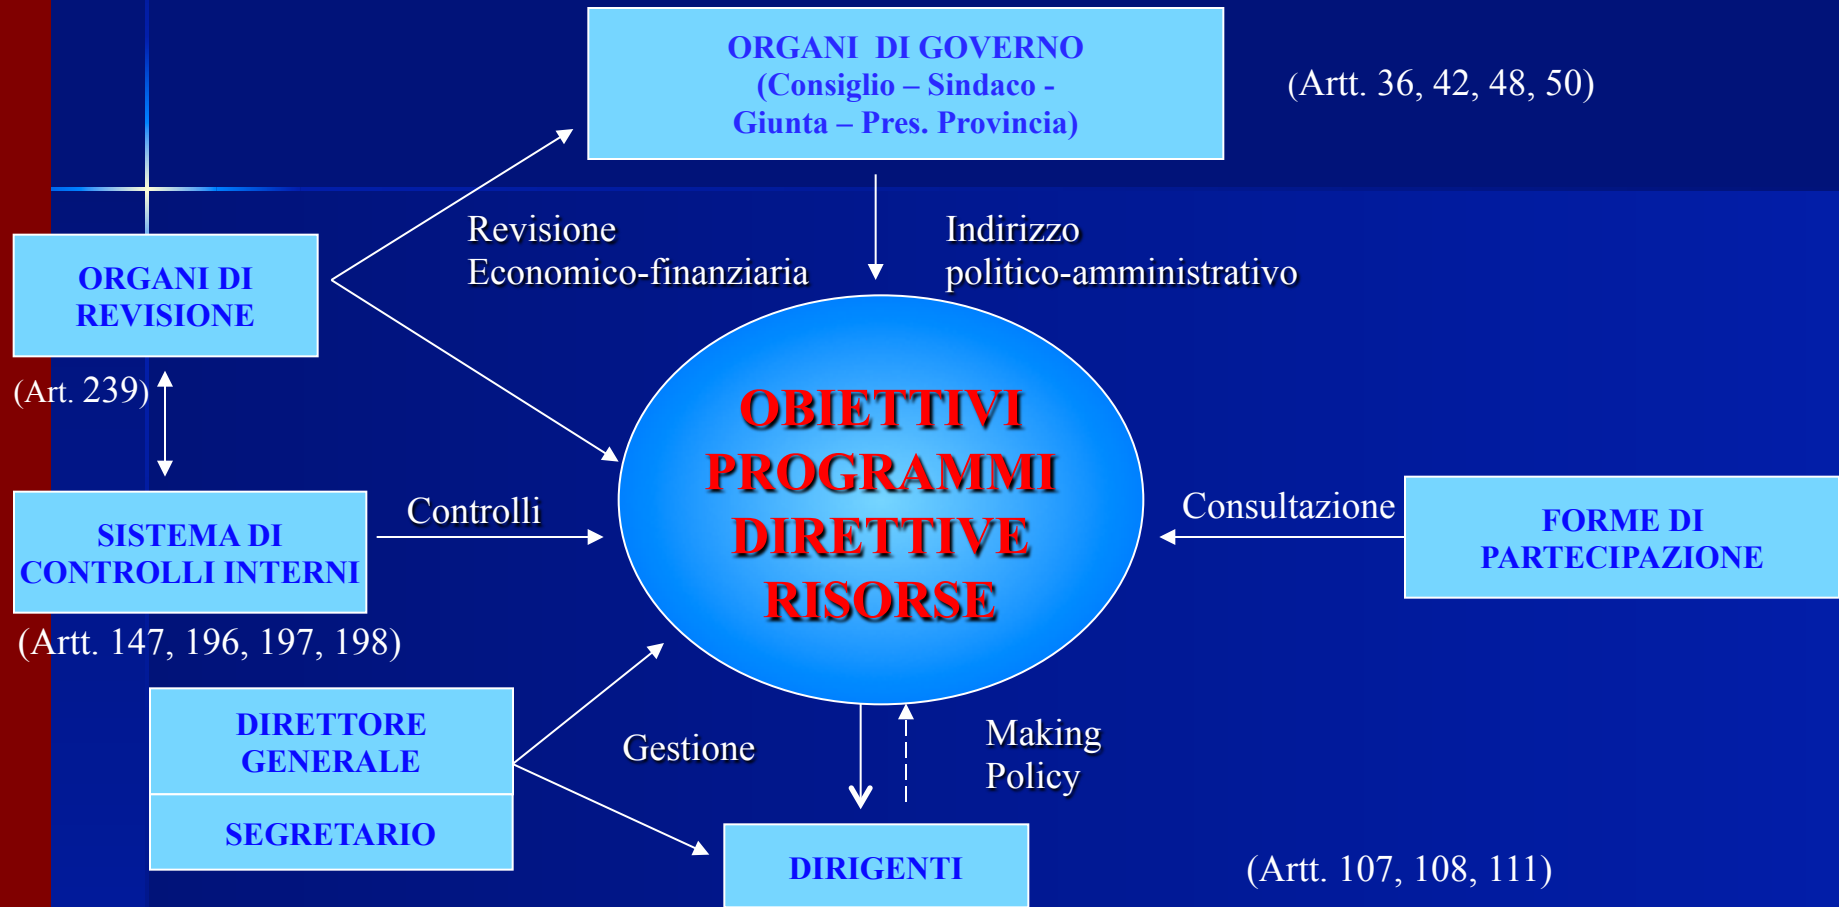 ORGANI DI GOVERNO
(Consiglio – Sindaco -
Giunta – Pres. Provincia)
(Artt. 36, 42, 48, 50)
Revisione
Economico-finanziaria
Indirizzo
politico-amministrativo
ORGANI DI
REVISIONE
(Art. 239)
OBIETTIVI
PROGRAMMI
DIRETTIVE
RISORSE
Controlli
SISTEMA DI
CONTROLLI INTERNI
(Artt. 147, 196, 197, 198)
Consultazione
FORME DI
PARTECIPAZIONE
DIRETTORE
GENERALE
SEGRETARIO
Gestione
Making
Policy
DIRIGENTI
(Artt. 107, 108, 111)